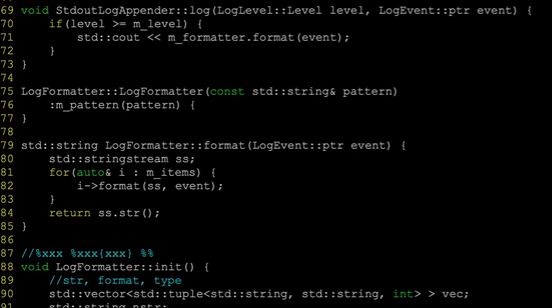 69 void StdoutLogAppender::log(LogLevel::Level level, LogEvent::ptr event) {
70     if(level >= m_level) {
71         std::cout << m_formatter.format(event);
72     }
73 }
74
75 LogFormatter::LogFormatter(const std::string& pattern)
76     :m_pattern(pattern) {
77 }
78
79 std::string LogFormatter::format(LogEvent::ptr event) {
80     std::stringstream ss;
81     for(auto& i : m_items) {
82         i->format(ss, event);
83     }
84     return ss.str();
85 }
86
87 //%xxx %xxx{xxx} %%
88 void LogFormatter::init() {
89     //str, format, type
90     std::vector<std::tuple<std::string, std::string, int> > vec;
91     std::string nstr;